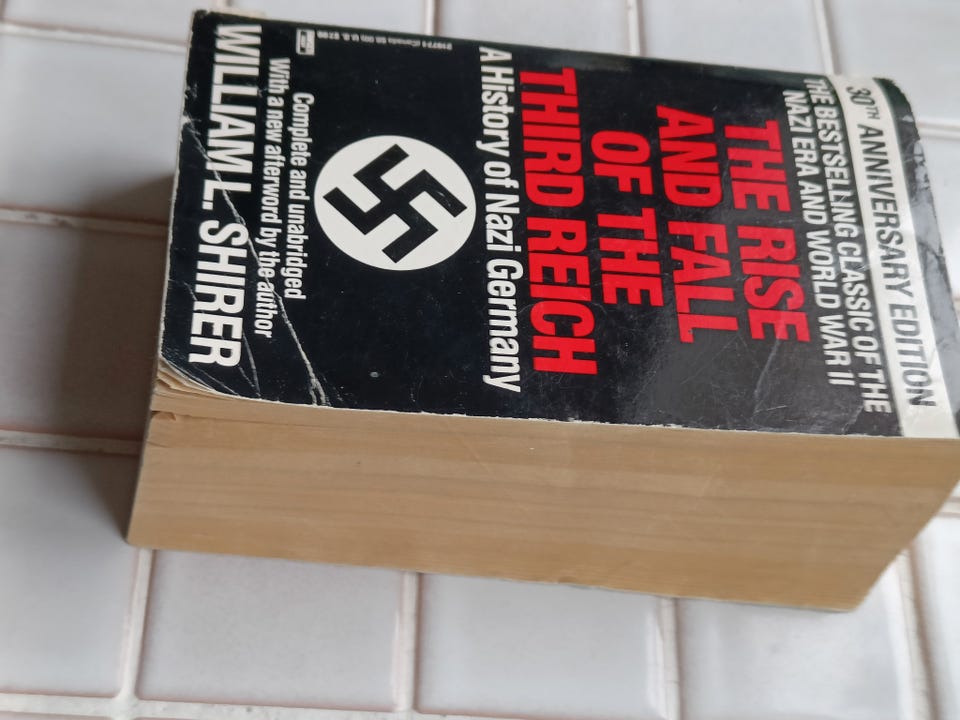 30TH ANNIVERSARY EDITION
THE BESTSELLING CLASSIC OF THE
NAZI ERA AND WORLD WAR II
THE RISE
AND FALL
OF THE
THIRD REICH
A History of Nazi Germany
Complete and unabridged
With a new afterword by the author
WILLIAM L. SHIRER